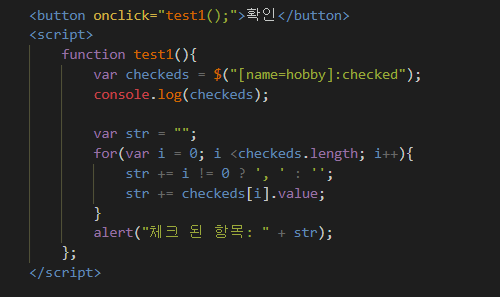 <button onclick="test1();">확인</button>
<script>
function test1(){
var checkeds = $("[name=hobby]:checked");
console.log(checkeds);
var str = "";
for(var i = 0; i <checkeds.length; i++){
str += i != 0 ? ', ' : '';
str += checkeds[i].value;
}
alert("체크 된 항목: " + str);
};
</script>